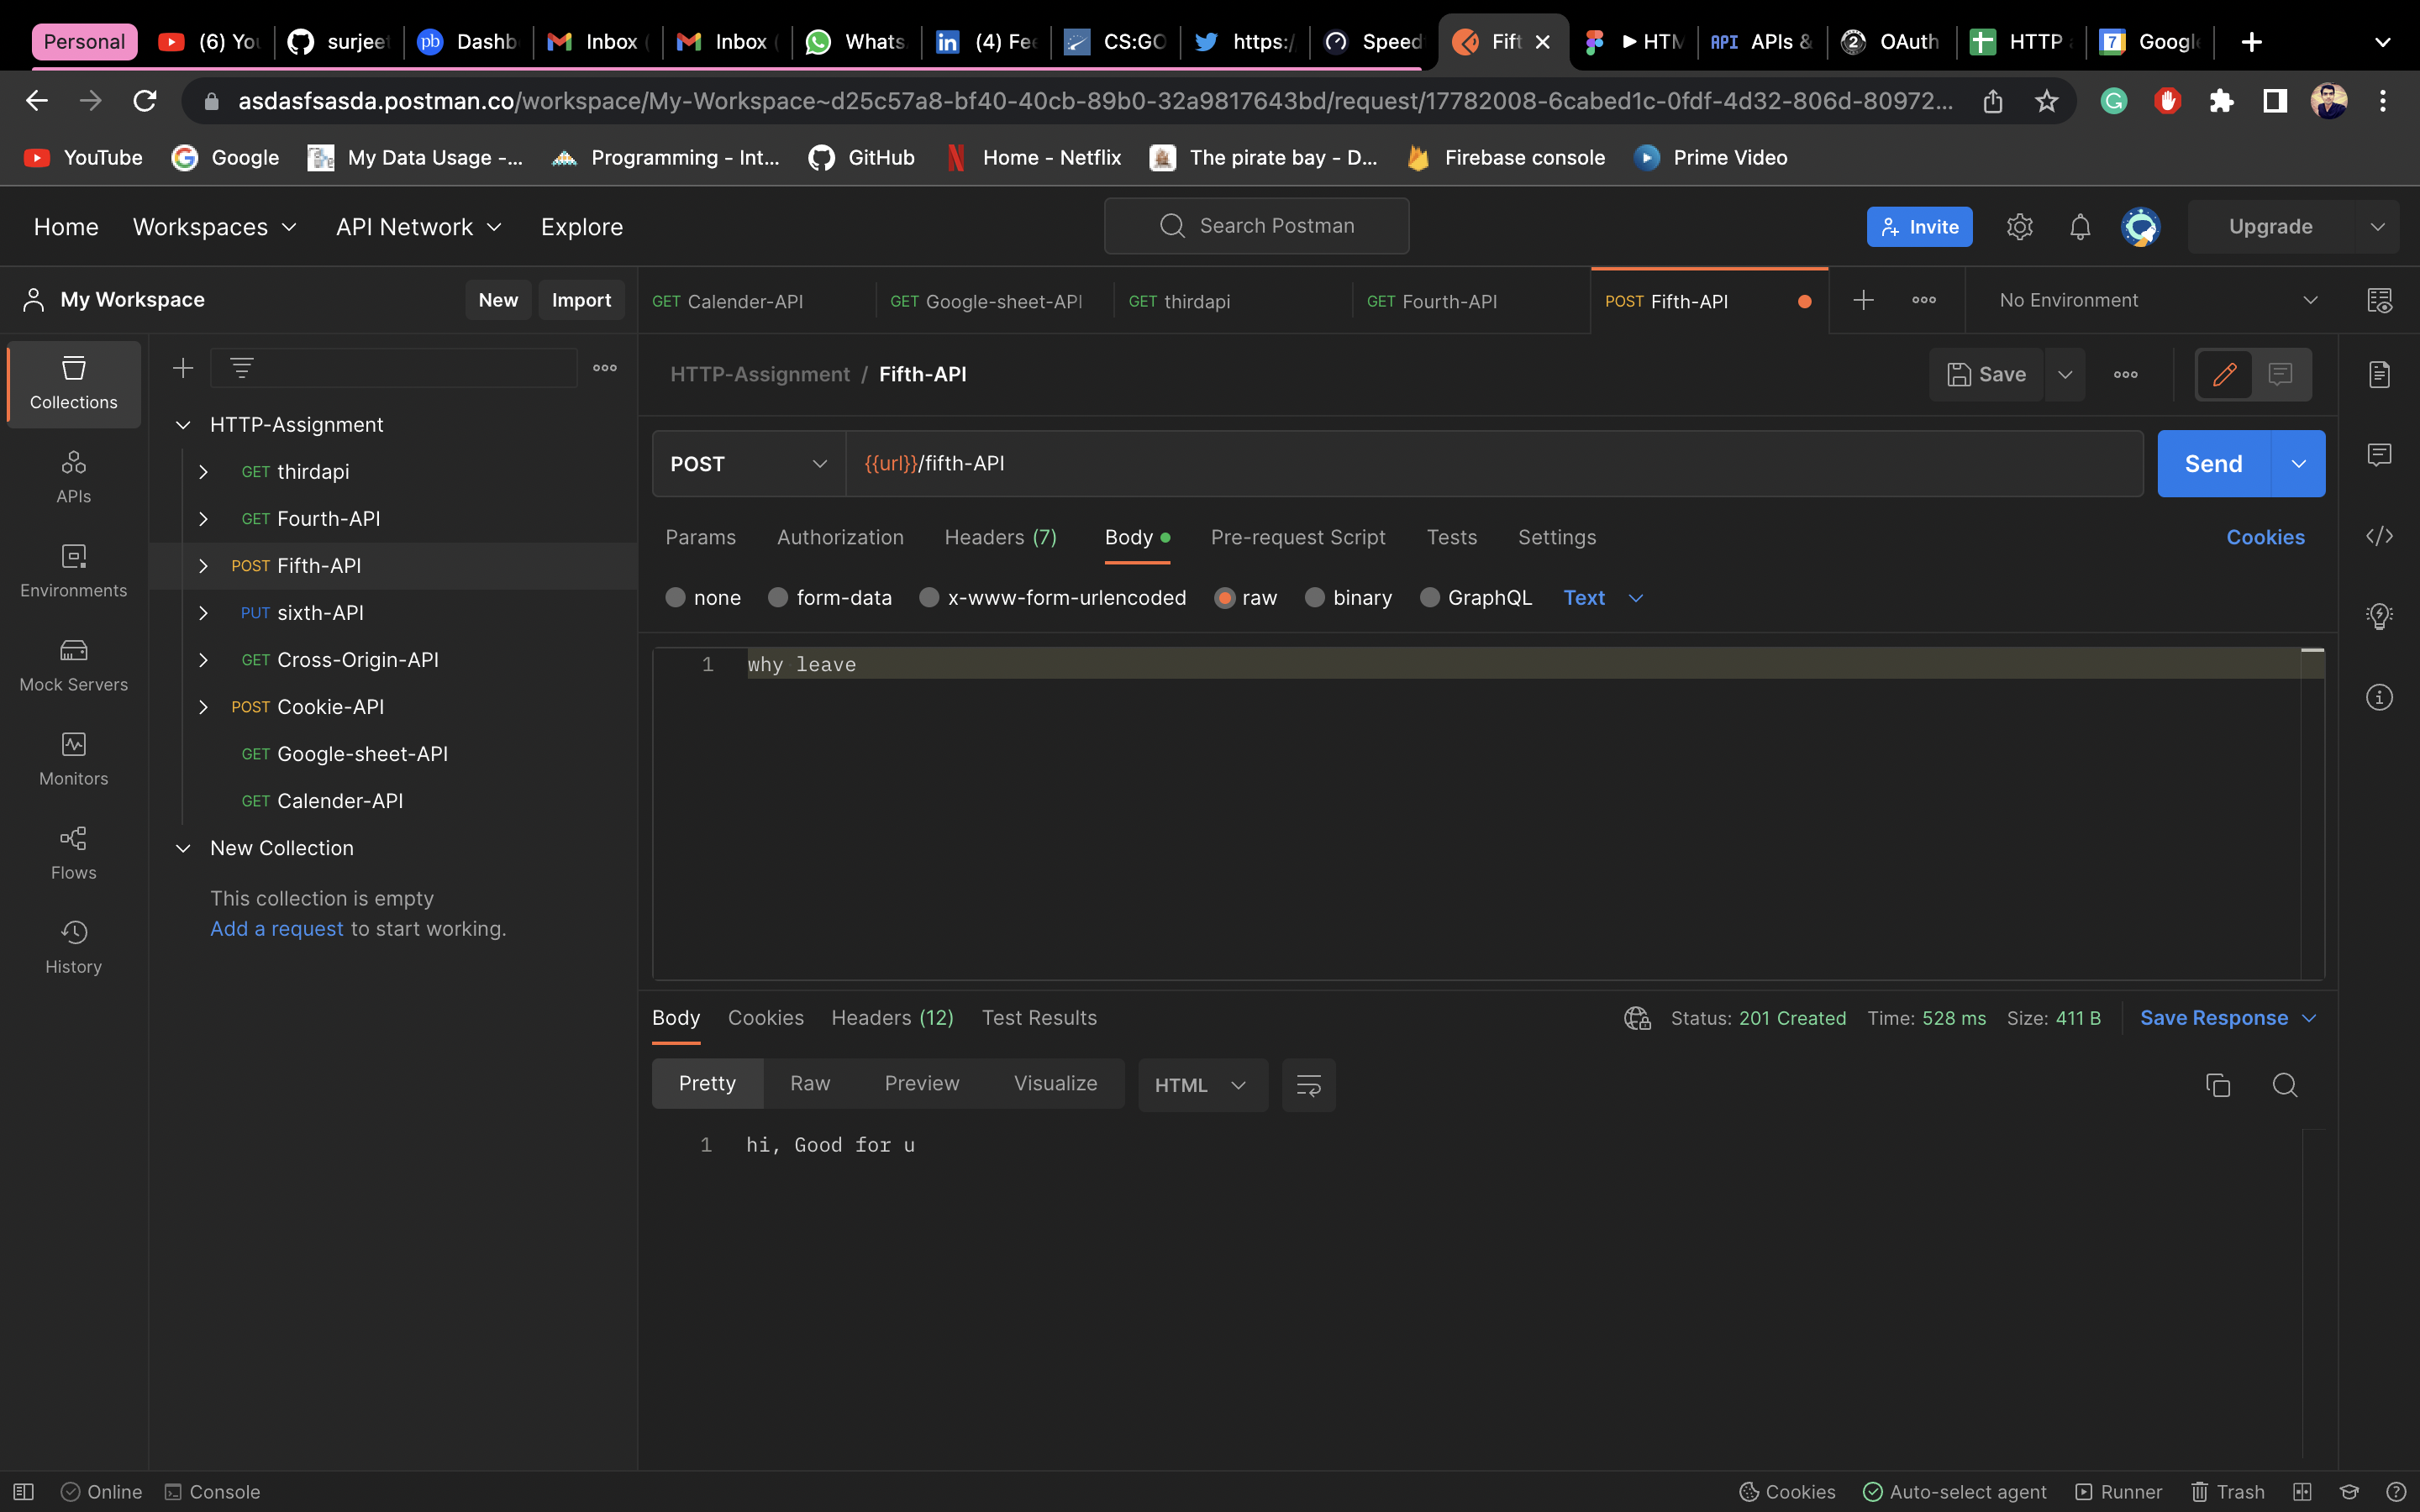 Personal (6) You surjeet Dashb Inbox ( Inbox ( Whats (4) Fee CS:GO https:/ Speed Fift HTM API APIs & 2 OAuth HTTP 7 Google
asdasfsasda.postman.co/workspace/My-Workspace~d25c57a8-bf40-40cb-89b0-32a9817643bd/request/17782008-6cabed1c-0fdf-4d32-806d-80972...
YouTube Google My Data Usage -... Programming - Int... GitHub Home - Netflix The pirate bay - D... Firebase console Prime Video
Home Workspaces API Network Explore Search Postman Invite Upgrade
My Workspace New Import GET Calender-API GET Google-sheet-API GET thirdapi GET Fourth-API POST Fifth-API No Environment
Collections
APIs
Environments
Mock Servers
Monitors
Flows
History
HTTP-Assignment
GET thirdapi
GET Fourth-API
POST Fifth-API
PUT sixth-API
GET Cross-Origin-API
POST Cookie-API
GET Google-sheet-API
GET Calender-API
New Collection
This collection is empty
Add a request to start working.
HTTP-Assignment / Fifth-API Save
POST {{url}}/fifth-API Send
Params Authorization Headers (7) Body Pre-request Script Tests Settings Cookies
none form-data x-www-form-urlencoded raw binary GraphQL Text
1 why leave
Body Cookies Headers (12) Test Results Status: 201 Created Time: 528 ms Size: 411 B Save Response
Pretty Raw Preview Visualize HTML
1 hi, Good for u
Online Console Cookies Auto-select agent Runner Trash